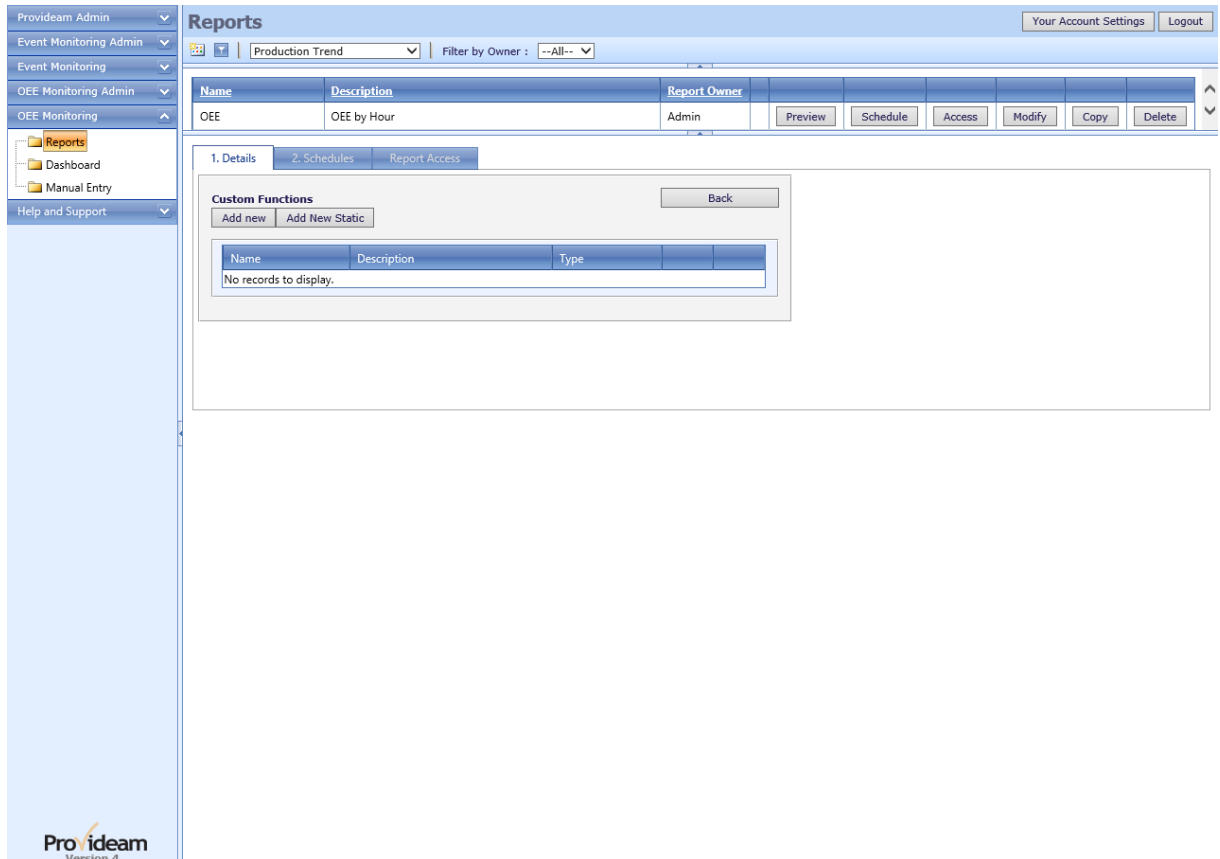 Provideam Admin
Event Monitoring Admin
Event Monitoring
OEE Monitoring Admin
OEE Monitoring
Reports
Dashboard
Manual Entry
Help and Support
Provideam
Version 4
Reports
Your Account Settings Logout
Production Trend Filter by Owner : --All--
Name Description Report Owner
OEE OEE by Hour Admin Preview Schedule Access Modify Copy Delete
1. Details 2. Schedules Report Access
Custom Functions Back
Add new Add New Static
Name Description Type
No records to display.